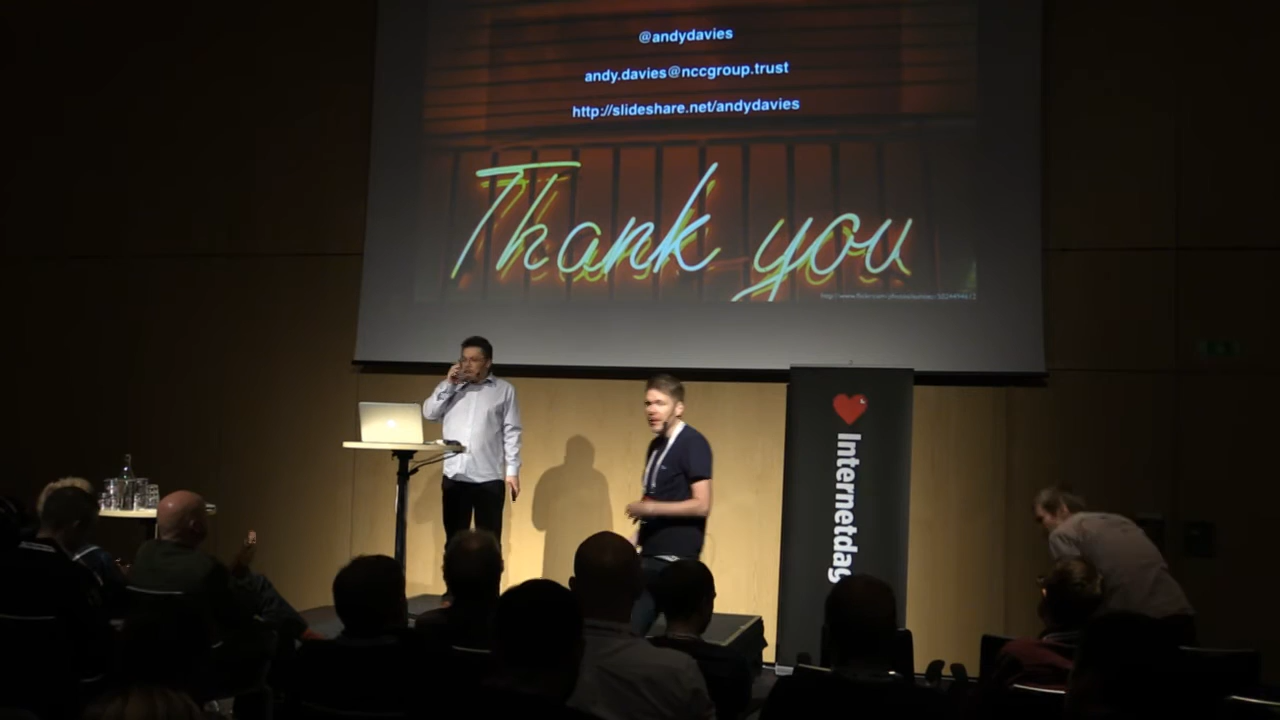 @andydavies
andy.davies@nccgroup.trust
http://slideshare.net/andydavies
Thank you
Internetdag